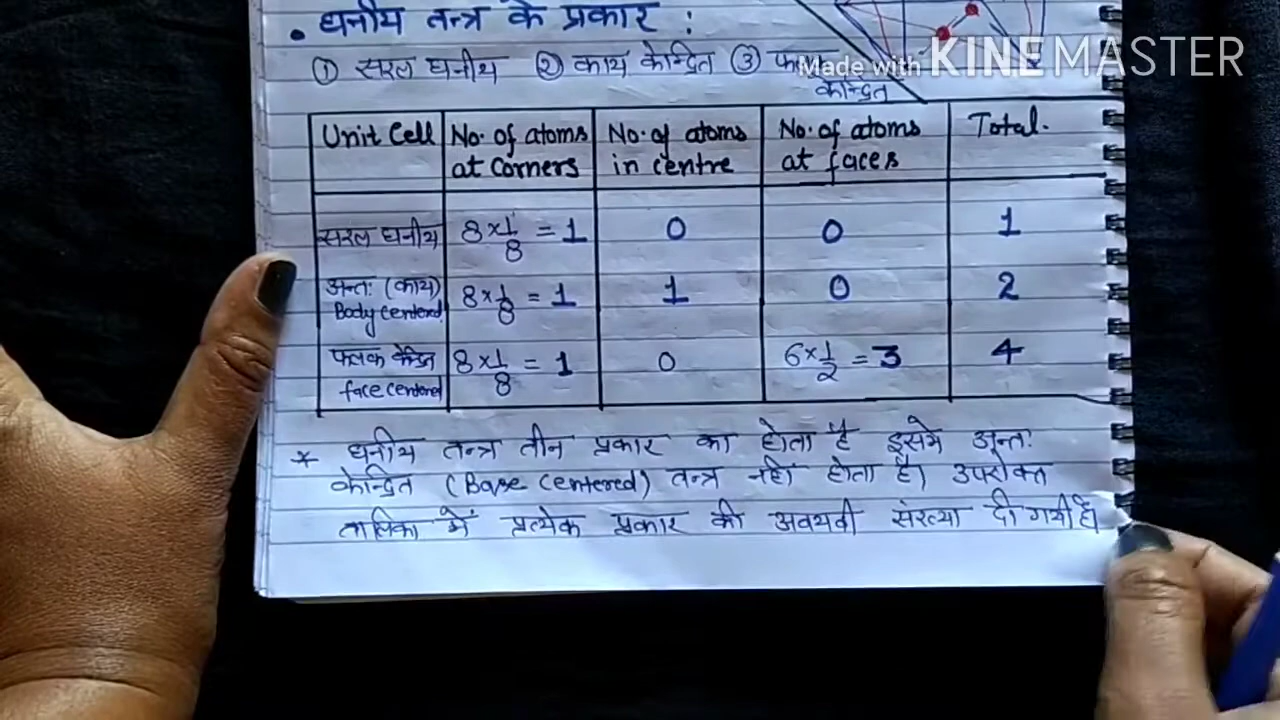 • घनीय तन्त्र के प्रकार :
① सरल घनीय ② काय केन्द्रित ③ फलक
केन्द्रित
Made with KINEMASTER
Unit Cell No. of atoms at Corners No. of atoms in centre No. of atoms at faces Total.
सरल घनीय 8 × 1/8 = 1 0 0 1
अन्तः (काय) Body Centered 8 × 1/8 = 1 1 0 2
फलक केन्द्रित face centered 8 × 1/8 = 1 0 6 × 1/2 = 3 4
* घनीय तन्त्र तीन प्रकार का होता है इसमे अन्तः
केन्द्रित (Base Centered) तन्त्र नहीं होता है। उपरोक्त
तालिका में प्रत्येक प्रकार की अवयवी संख्या दी गयी है।